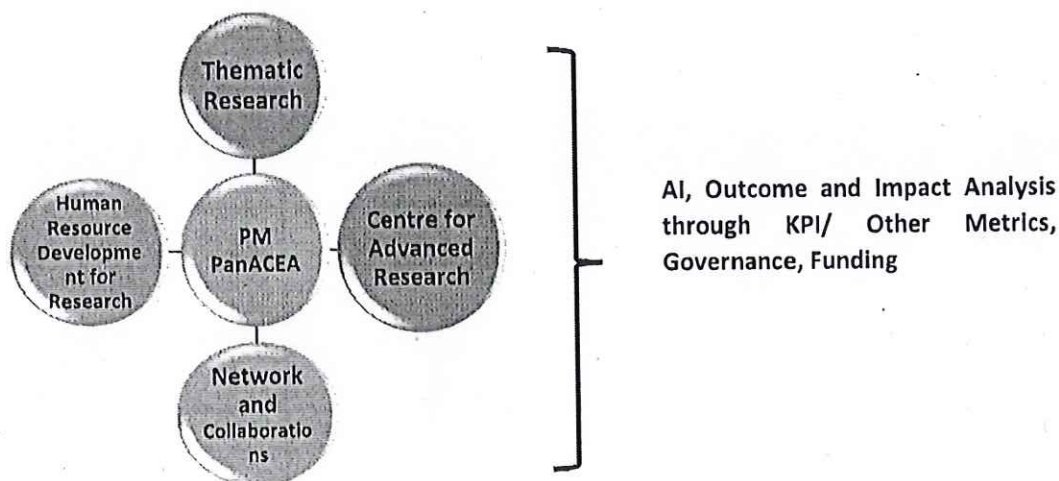 Thematic
Research
Human
Resource
Developme
nt for
Research
PM
PanACEA
Centre for
Advanced
Research
Network
and
Collaboratio
ns
AI, Outcome and Impact Analysis
through KPI/ Other Metrics,
Governance, Funding